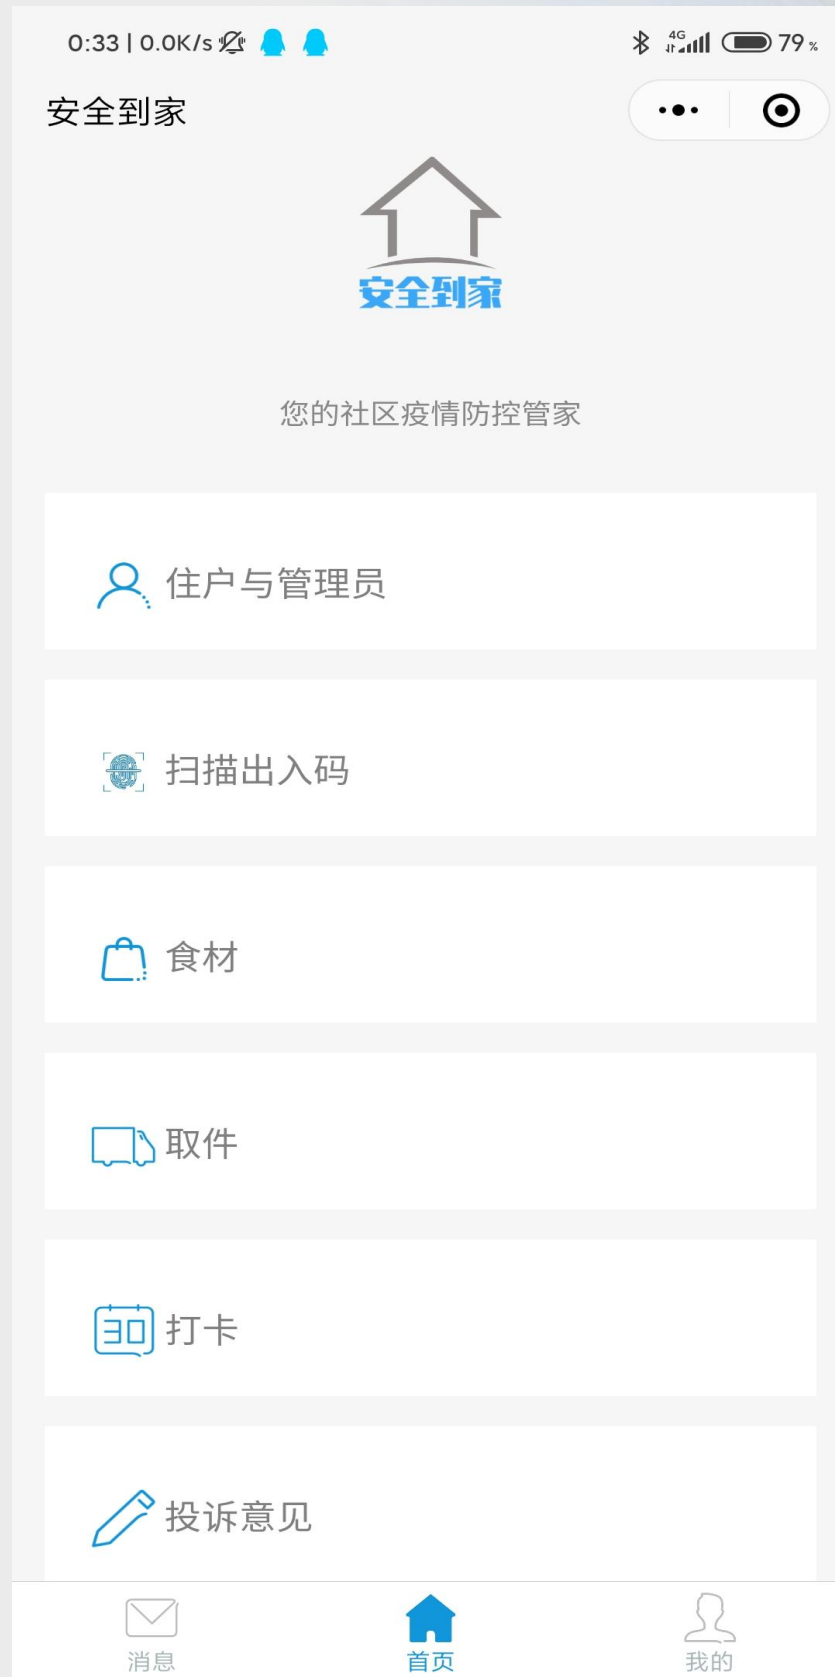 0:33 | 0.0K/s 4G 79%
安全到家
安全到家
您的社区疫情防控管家
住户与管理员
扫描出入码
食材
取件
30 打卡
投诉意见
消息 首页 我的